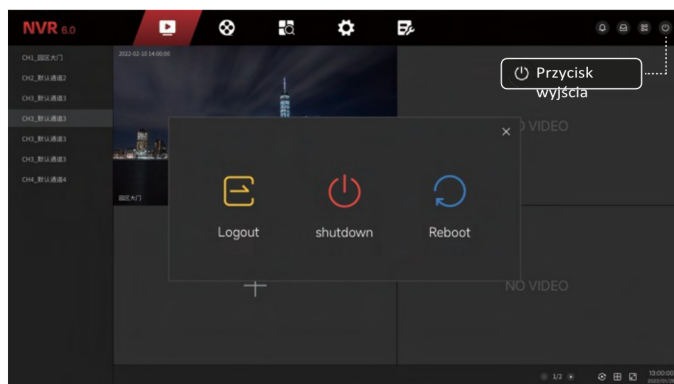 NVR 6.0
CH1_园区大门
CH2_默认通道2
CH3_默认通道3
CH3_默认通道3
CH3_默认通道3
CH3_默认通道3
CH4_默认通道4
2022-02-10 14:00:00
园区大门
Przycisk
wyjścia
NO VIDEO
Logout
shutdown
Reboot
NO VIDEO
1/2
13:00:00